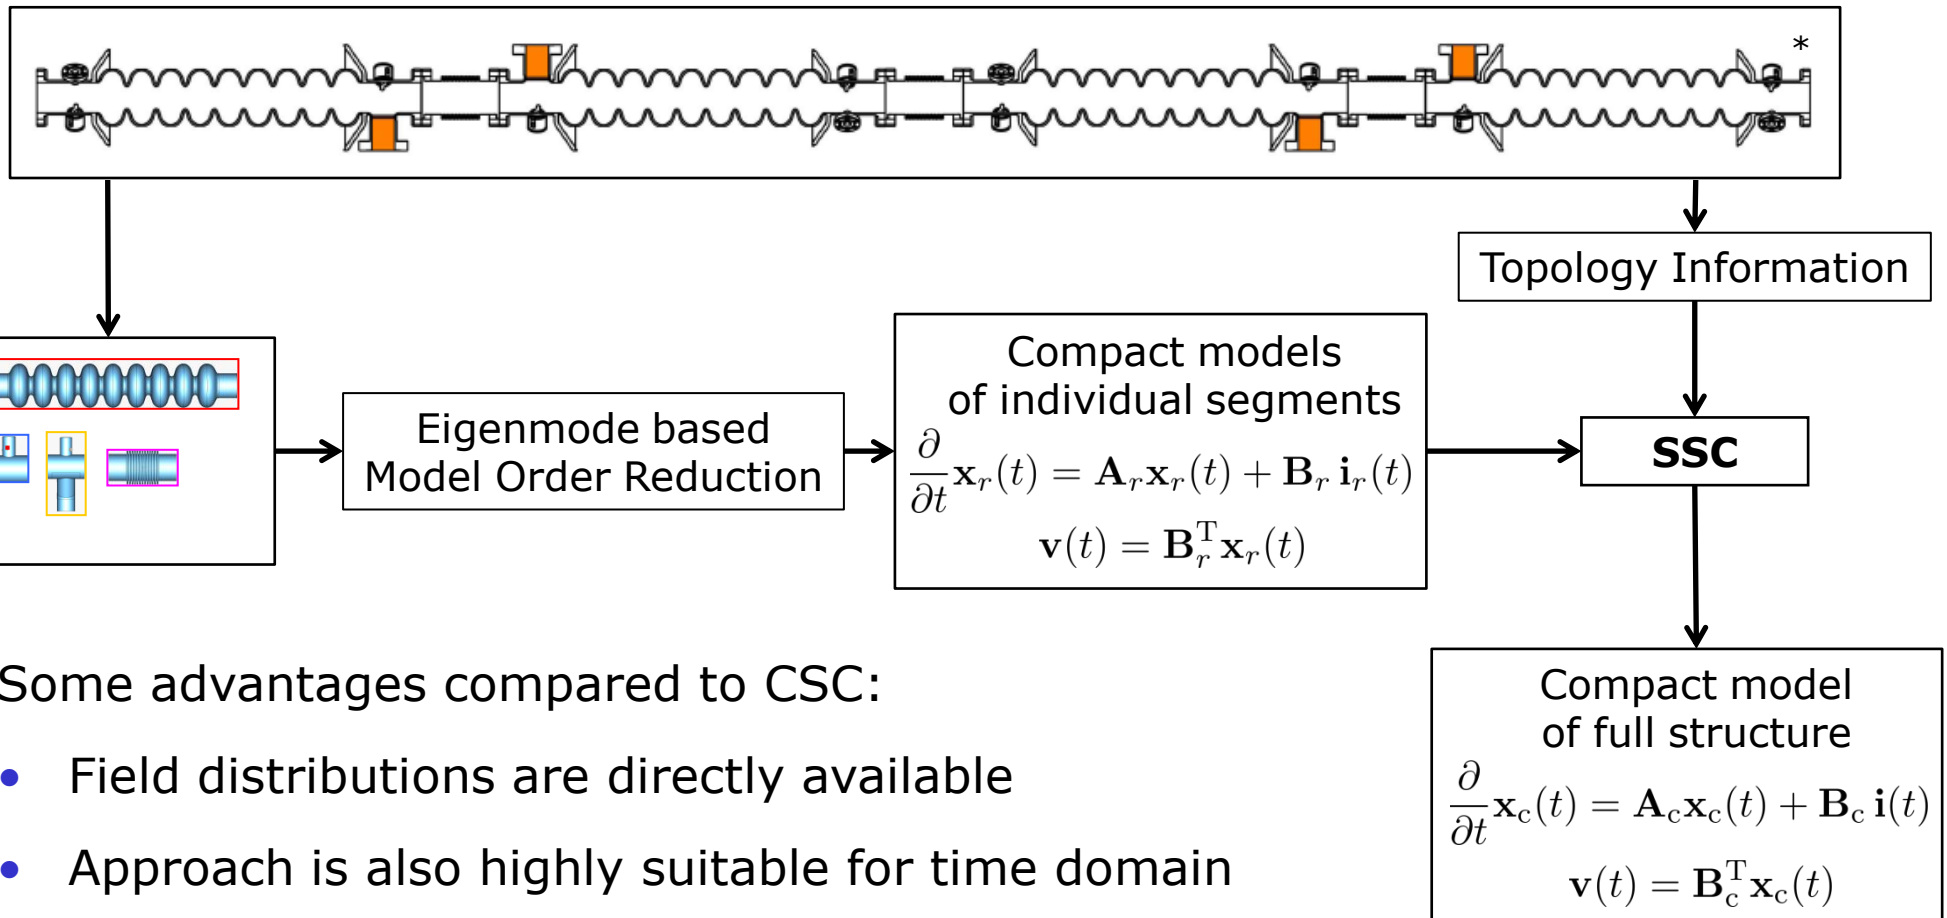 *
Topology Information
Compact models
of individual segments
∂/∂t x_r(t) = A_r x_r(t) + B_r i_r(t)
v(t) = B_r^T x_r(t)
Eigenmode based
Model Order Reduction
SSC
Compact model
of full structure
∂/∂t x_c(t) = A_c x_c(t) + B_c i(t)
v(t) = B_c^T x_c(t)
Some advantages compared to CSC:
• Field distributions are directly available
• Approach is also highly suitable for time domain